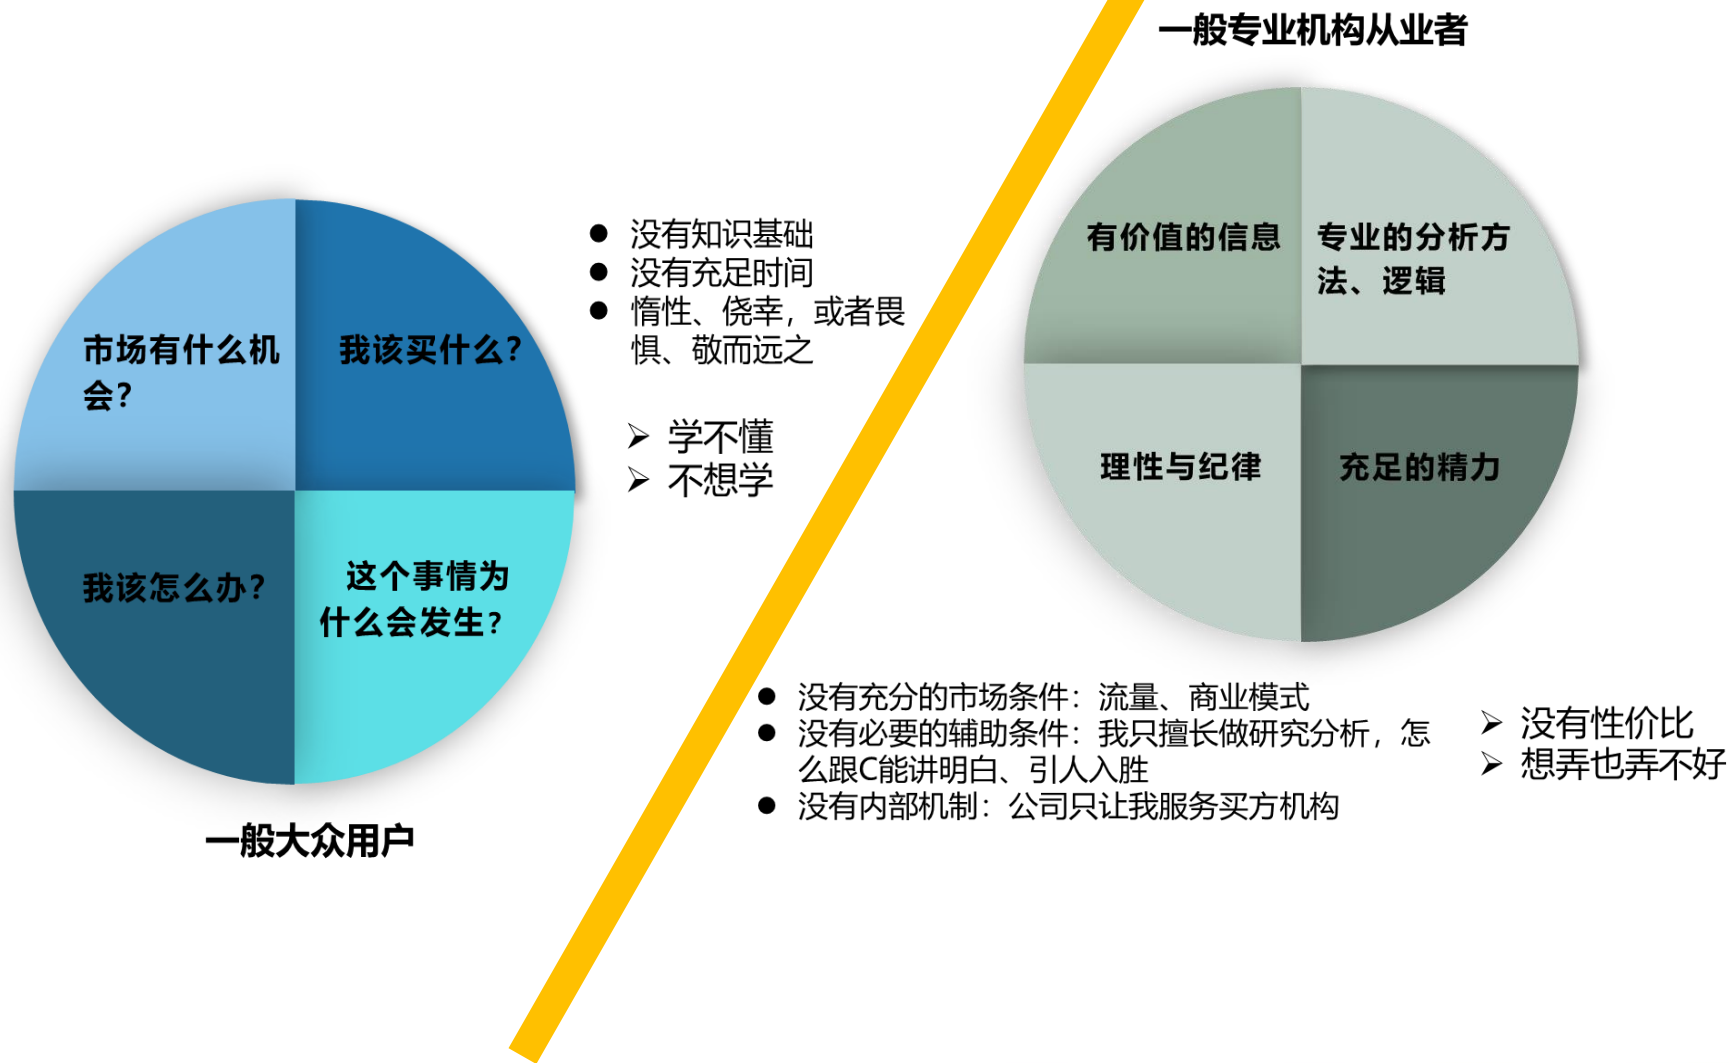 一般专业机构从业者
有价值的信息
专业的分析方
法、逻辑
理性与纪律
充足的精力
没有知识基础
没有充足时间
惰性、侥幸，或者畏
惧、敬而远之
学不懂
不想学
市场有什么机
会？
我该买什么？
我该怎么办？
这个事情为
什么会发生？
一般大众用户
没有充分的市场条件：流量、商业模式
没有必要的辅助条件：我只擅长做研究分析，怎
么跟C能讲明白、引人入胜
没有内部机制：公司只让我服务买方机构
没有性价比
想弄也弄不好